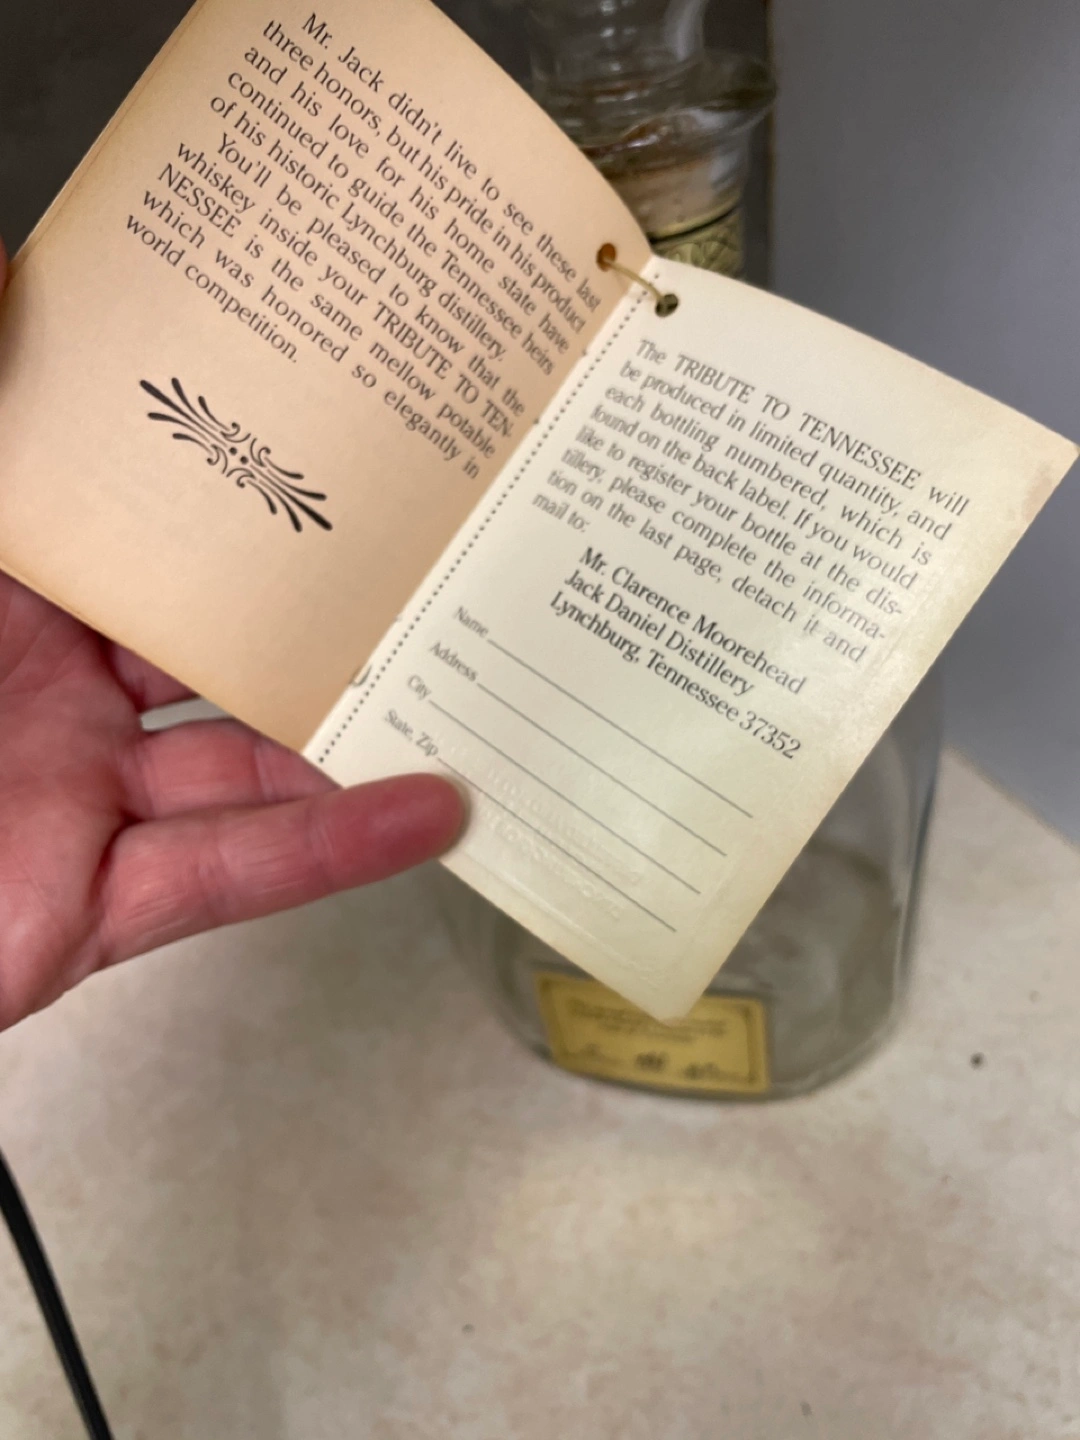 Mr. Jack didn't live to see these last
three honors, but his pride in his product
and his love for his home state have
continued to guide the Tennessee heirs
of his historic Lynchburg distillery.
You'll be pleased to know that the
whiskey inside your TRIBUTE TO TEN-
NESSEE is the same mellow potable
which was honored so elegantly in
world competition.
The TRIBUTE TO TENNESSEE will
be produced in limited quantity, and
each bottling numbered, which is
found on the back label. If you would
like to register your bottle at the dis-
tillery, please complete the informa-
tion on the last page, detach it and
mail to:
Mr. Clarence Moorehead
Jack Daniel Distillery
Lynchburg, Tennessee 37352
Name
Address
City
State, Zip